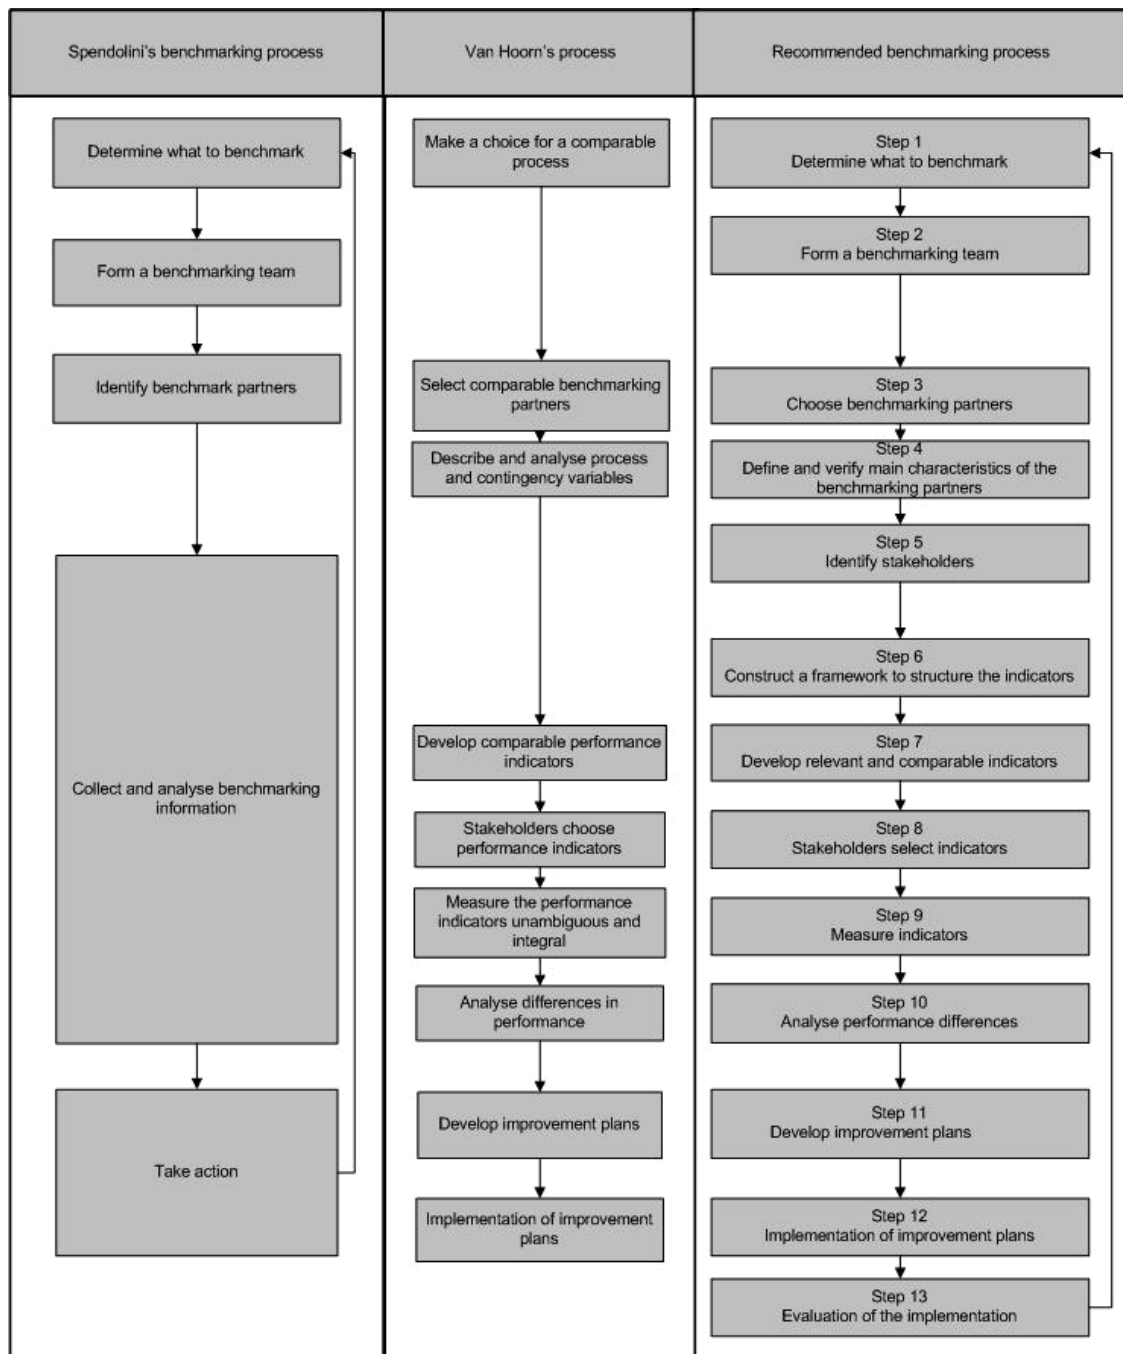 Spendolini's benchmarking process
Van Hoorn's process
Recommended benchmarking process
Determine what to benchmark
Form a benchmarking team
Identify benchmark partners
Collect and analyse benchmarking
information
Take action
Make a choice for a comparable
process
Select comparable benchmarking
partners
Describe and analyse process
and contingency variables
Develop comparable performance
indicators
Stakeholders choose
performance indicators
Measure the performance
indicators unambiguous and
integral
Analyse differences in
performance
Develop improvement plans
Implementation of improvement
plans
Step 1
Determine what to benchmark
Step 2
Form a benchmarking team
Step 3
Choose benchmarking partners
Step 4
Define and verify main characteristics of the
benchmarking partners
Step 5
Identify stakeholders
Step 6
Construct a framework to structure the indicators
Step 7
Develop relevant and comparable indicators
Step 8
Stakeholders select indicators
Step 9
Measure indicators
Step 10
Analyse performance differences
Step 11
Develop improvement plans
Step 12
Implementation of improvement plans
Step 13
Evaluation of the implementation